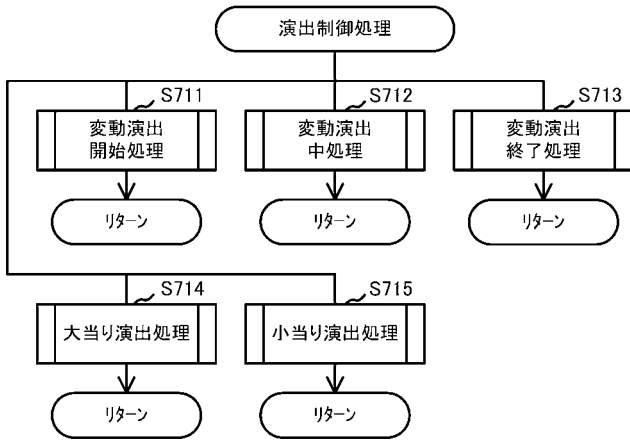 演出制御処理
S711
S712
S713
変動演出
開始処理
変動演出
中処理
変動演出
終了処理
リターン
リターン
リターン
S714
S715
大当り演出処理
小当り演出処理
リターン
リターン